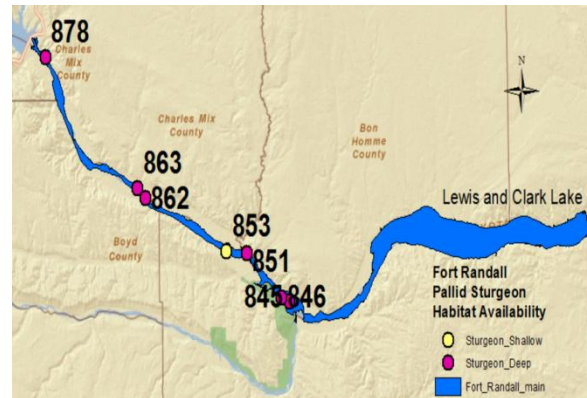 878
Charles
Mix
County
N
Charles Mix
County
Bon
Homme
County
863
862
Lewis and Clark Lake
853
Boyd
County
851
845
846
Fort Randall
Pallid Sturgeon
Habitat Availability
Sturgeon_Shallow
Sturgeon_Deep
Fort_Randall_main